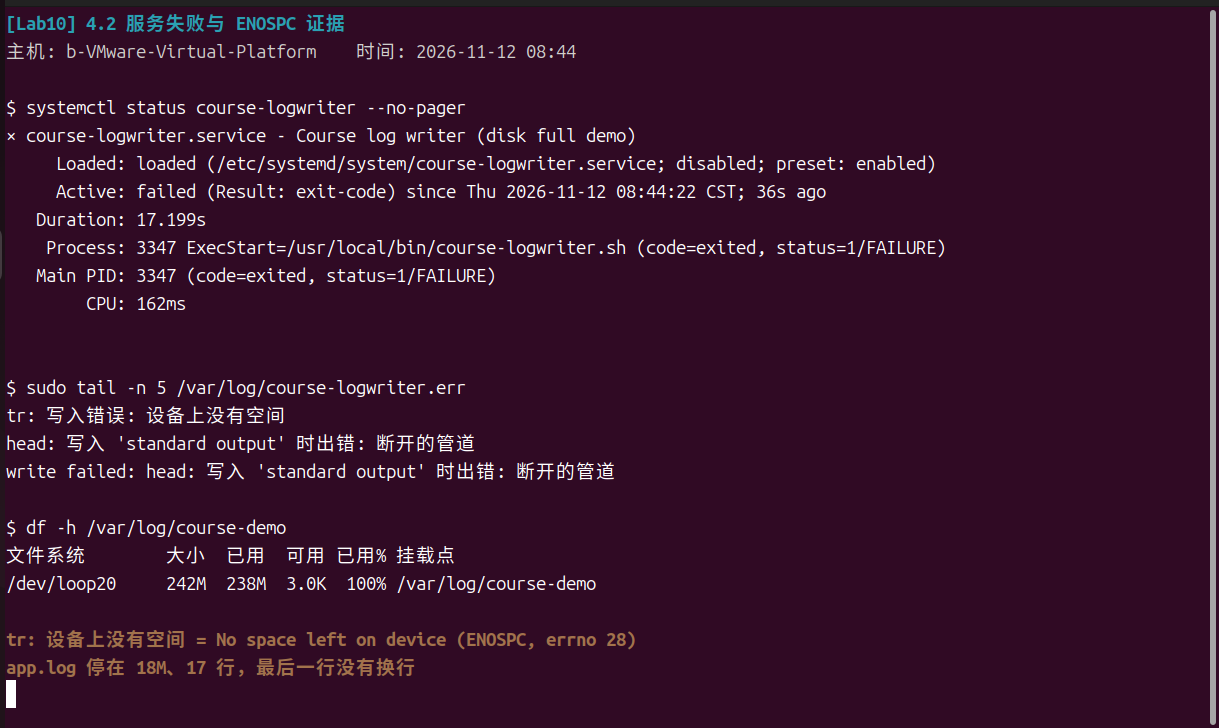 [Lab10] 4.2 服务失败与 ENOSPC 证据
主机: b-VMware-Virtual-Platform    时间: 2026-11-12 08:44
$ systemctl status course-logwriter --no-pager
× course-logwriter.service - Course log writer (disk full demo)
     Loaded: loaded (/etc/systemd/system/course-logwriter.service; disabled; preset: enabled)
     Active: failed (Result: exit-code) since Thu 2026-11-12 08:44:22 CST; 36s ago
   Duration: 17.199s
    Process: 3347 ExecStart=/usr/local/bin/course-logwriter.sh (code=exited, status=1/FAILURE)
   Main PID: 3347 (code=exited, status=1/FAILURE)
        CPU: 162ms
$ sudo tail -n 5 /var/log/course-logwriter.err
tr: 写入错误: 设备上没有空间
head: 写入 'standard output' 时出错: 断开的管道
write failed: head: 写入 'standard output' 时出错: 断开的管道
$ df -h /var/log/course-demo
文件系统        大小  已用  可用 已用% 挂载点
/dev/loop20     242M  238M  3.0K  100% /var/log/course-demo
tr: 设备上没有空间 = No space left on device (ENOSPC, errno 28)
app.log 停在 18M、17 行，最后一行没有换行